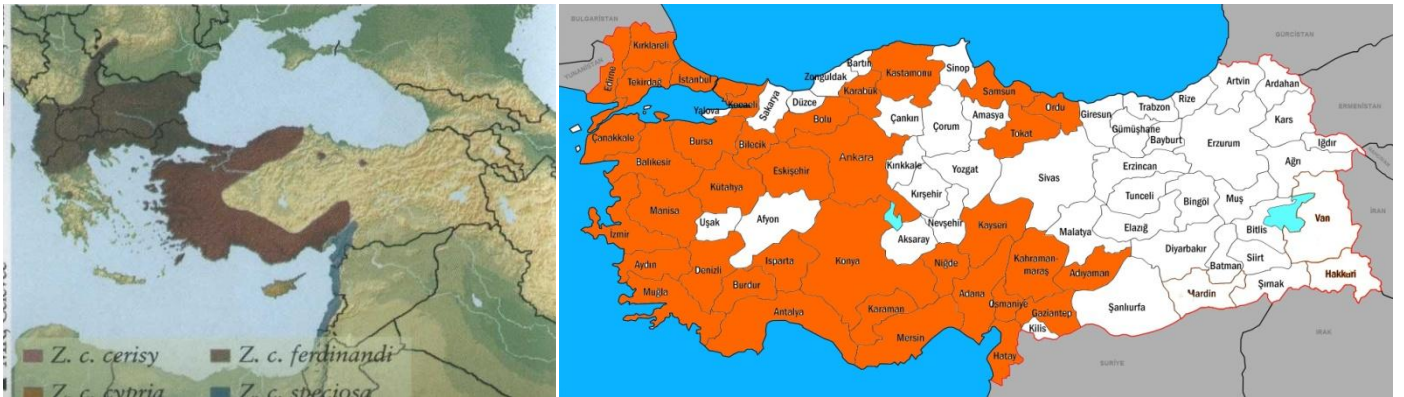 Z. c. cerisy
Z. c. ferdinandi
Z. c. cypria
Z. c. speciosa
BULGARİSTAN
YUNANİSTAN
GÜRCİSTAN
ERMENİSTAN
İRAN
IRAK
SURİYE
Kırklareli
Edirne
Tekirdağ
İstanbul
Yalova
Kocaeli
Sakarya
Düzce
Zonguldak
Bartın
Karabük
Kastamonu
Sinop
Samsun
Ordu
Giresun
Trabzon
Rize
Artvin
Ardahan
Çanakkale
Bursa
Bilecik
Bolu
Çankırı
Çorum
Amasya
Tokat
Gümüşhane
Bayburt
Erzurum
Kars
Iğdır
Balıkesir
Kütahya
Eskişehir
Ankara
Kırıkkale
Yozgat
Sivas
Erzincan
Ağrı
Manisa
Uşak
Afyon
Kırşehir
Nevşehir
Kayseri
Malatya
Tunceli
Elazığ
Bingöl
Muş
Bitlis
Van
İzmir
Aydın
Denizli
Isparta
Konya
Aksaray
Niğde
Kahraman-
maraş
Adıyaman
Diyarbakır
Batman
Siirt
Muğla
Burdur
Antalya
Karaman
Mersin
Adana
Osmaniye
Gaziantep
Kilis
Şanlıurfa
Mardin
Şırnak
Hakkari
Hatay